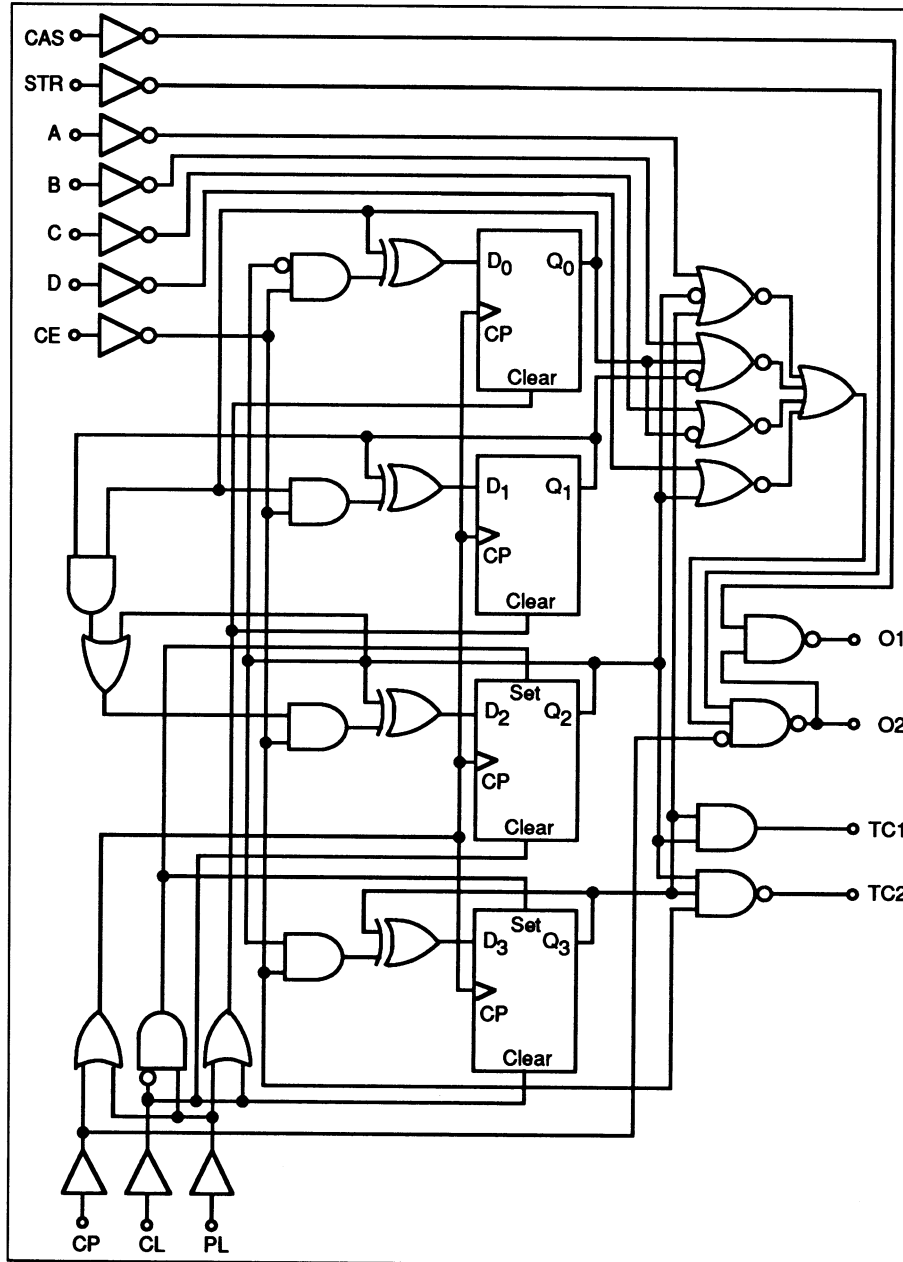 CAS
STR
A
B
C
D
CE
D0 Q0
CP
Clear
D1 Q1
CP
Clear
Set
D2 Q2
CP
Clear
Set
D3 Q3
CP
Clear
O1
O2
TC1
TC2
CP CL PL